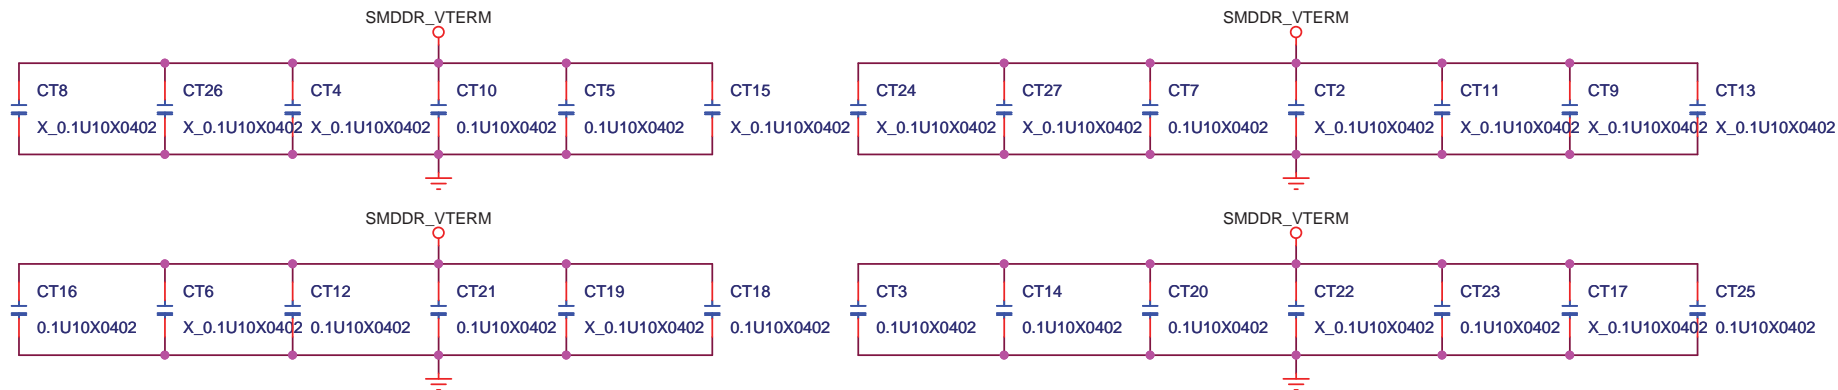 SMDDR_VTERM SMDDR_VTERM
CT8 CT26 CT4 CT10 CT5 CT15 CT24 CT27 CT7 CT2 CT11 CT9 CT13
X_0.1U10X0402 X_0.1U10X0402 X_0.1U10X0402 0.1U10X0402 0.1U10X0402 X_0.1U10X0402 X_0.1U10X0402 X_0.1U10X0402 0.1U10X0402 X_0.1U10X0402 X_0.1U10X0402 X_0.1U10X0402 X_0.1U10X0402
SMDDR_VTERM SMDDR_VTERM
CT16 CT6 CT12 CT21 CT19 CT18 CT3 CT14 CT20 CT22 CT23 CT17 CT25
0.1U10X0402 X_0.1U10X0402 0.1U10X0402 0.1U10X0402 X_0.1U10X0402 0.1U10X0402 0.1U10X0402 0.1U10X0402 0.1U10X0402 X_0.1U10X0402 0.1U10X0402 X_0.1U10X0402 0.1U10X0402